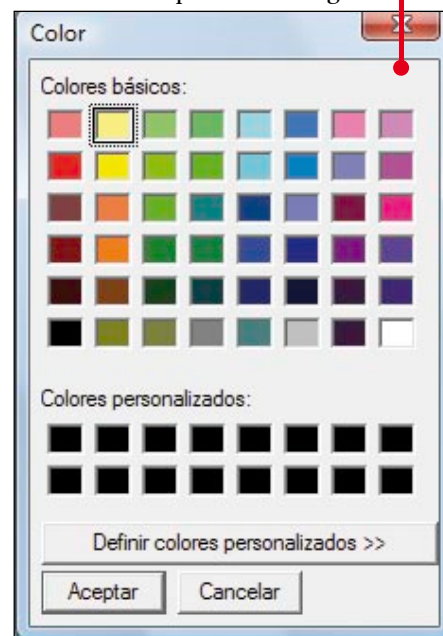 Color
Colores básicos:
Colores personalizados:
Definir colores personalizados >>
Aceptar
Cancelar